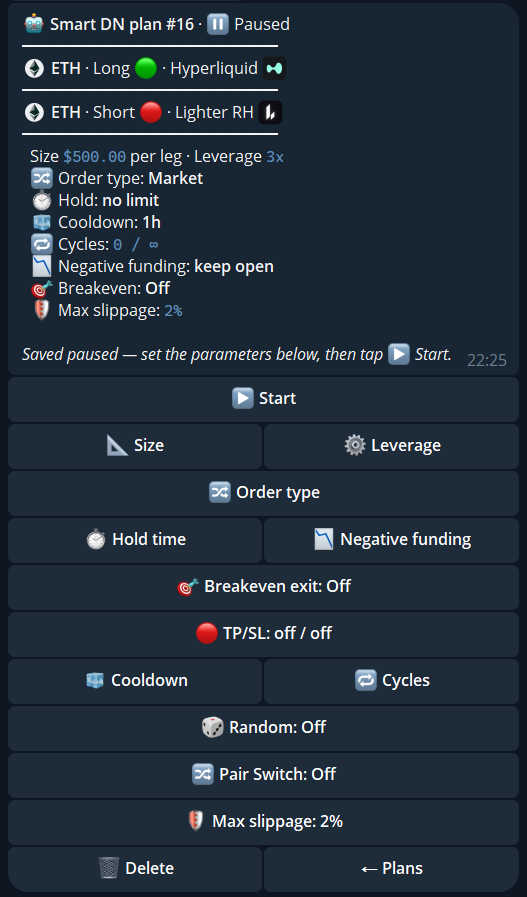 Smart DN plan #16 · Paused
ETH · Long · Hyperliquid
ETH · Short · Lighter RH
Size $500.00 per leg · Leverage 3x
Order type: Market
Hold: no limit
Cooldown: 1h
Cycles: 0 / ∞
Negative funding: keep open
Breakeven: Off
Max slippage: 2%
Saved paused — set the parameters below, then tap ▶ Start.
22:25
Start
Size
Leverage
Order type
Hold time
Negative funding
Breakeven exit: Off
TP/SL: off / off
Cooldown
Cycles
Random: Off
Pair Switch: Off
Max slippage: 2%
Delete
← Plans